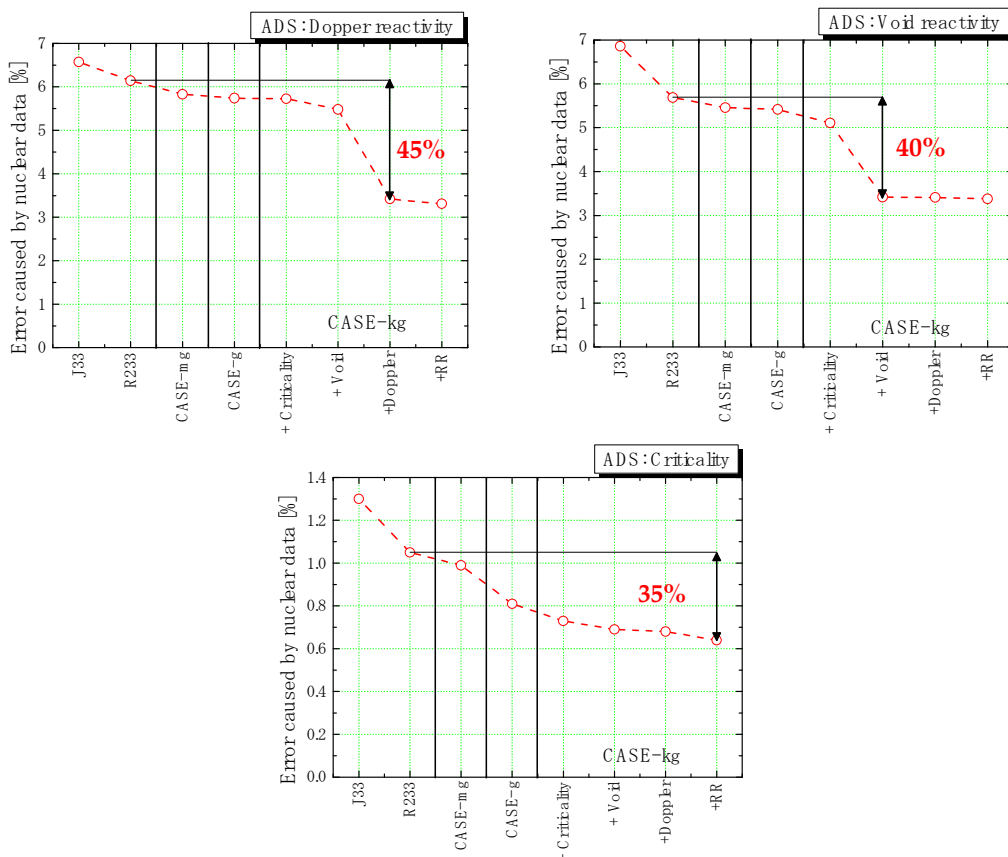 ADS:Dopper reactivity
Error caused by nuclear data [%]
7
6
5
4
3
2
1
0
45%
CASE-kg
J33
R233
CASE-mg
CASE-g
+ Criticality
+ Void
+Doppler
+RR
ADS:Void reactivity
Error caused by nuclear data [%]
7
6
5
4
3
2
1
0
40%
CASE-kg
J33
R233
CASE-mg
CASE-g
+ Criticality
+ Void
+Doppler
+RR
ADS:Criticality
Error caused by nuclear data [%]
1.4
1.2
1.0
0.8
0.6
0.4
0.2
0.0
35%
CASE-kg
J33
R233
CASE-mg
CASE-g
- Criticality
+ Void
+Doppler
+RR